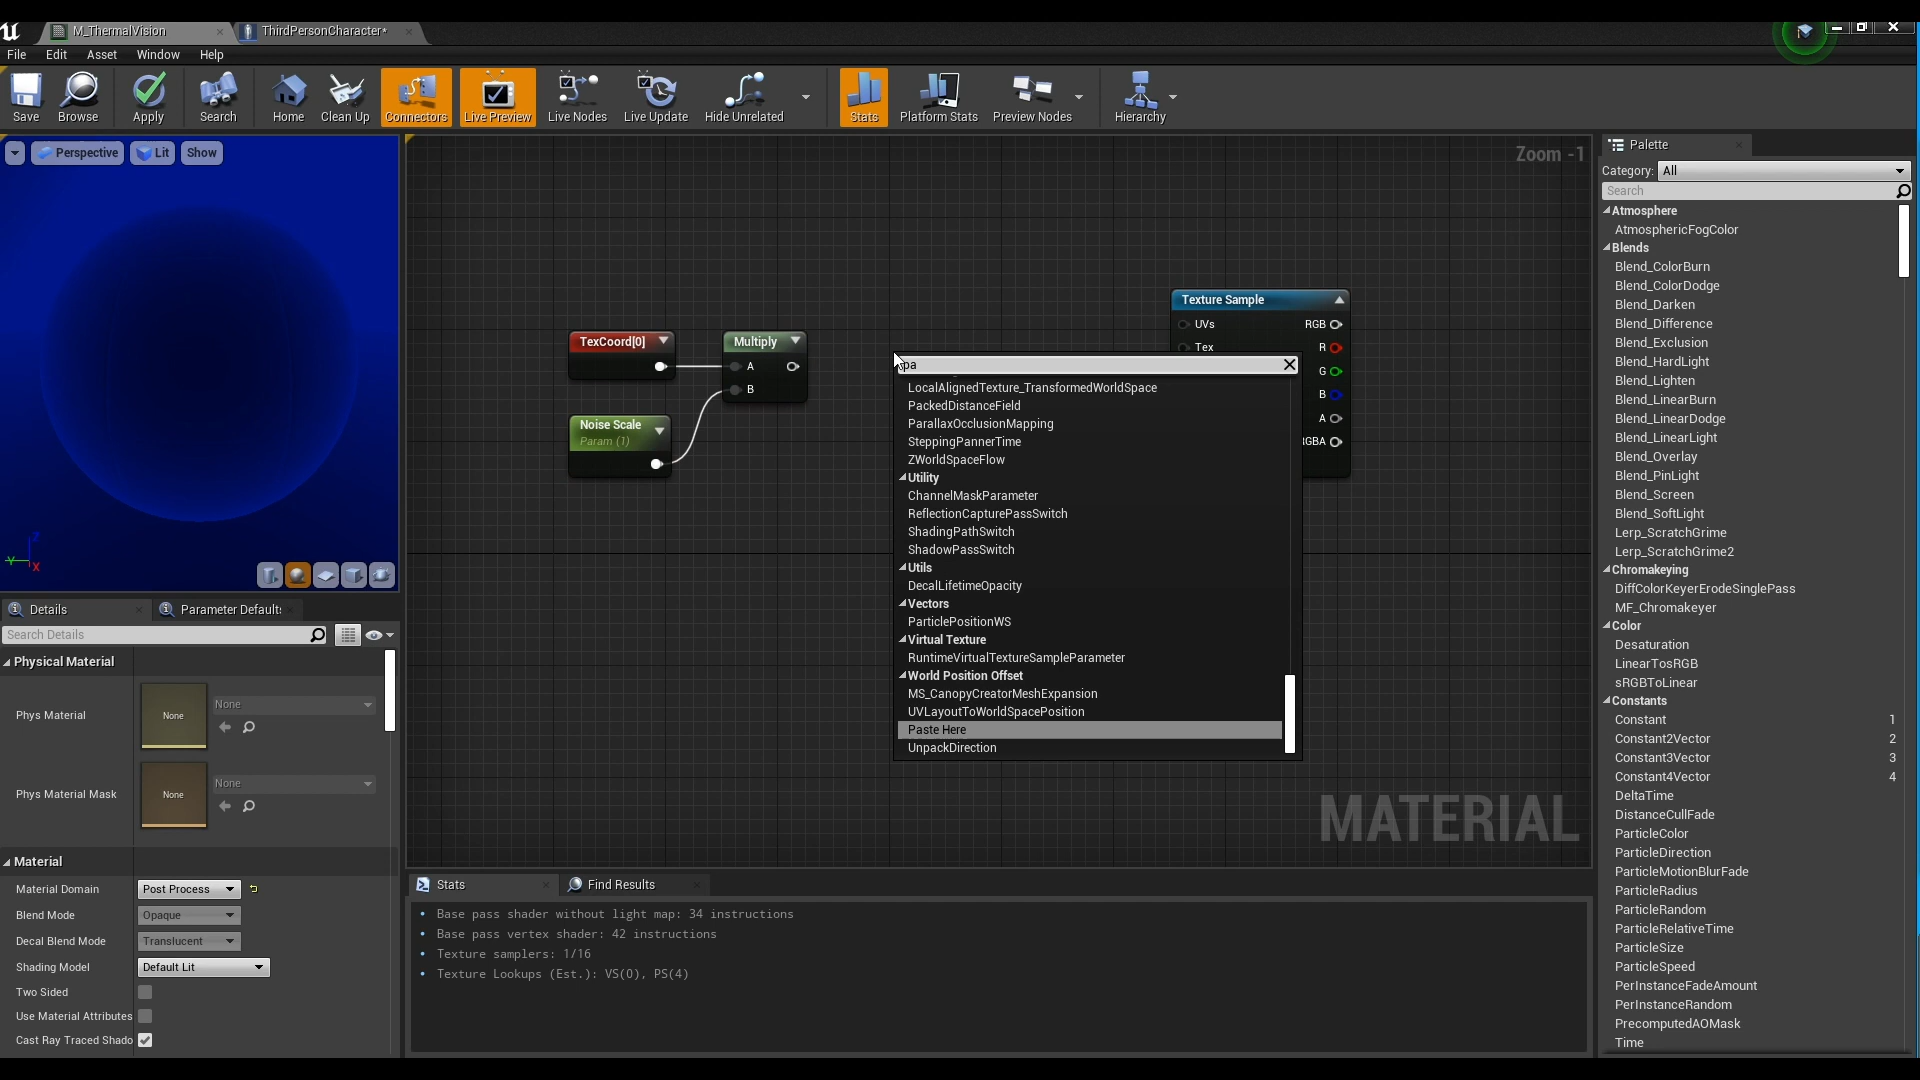 M_ThermalVision
ThirdPersonCharacter*
File
Edit
Asset
Window
Help
Save
Browse
Apply
Search
Home
Clean Up
Connectors
Live Preview
Live Nodes
Live Update
Hide Unrelated
Stats
Platform Stats
Preview Nodes
Hierarchy
Perspective
Lit
Show
Zoom -1
TexCoord[0]
Multiply
A
B
Noise Scale
Param (1)
Texture Sample
UVs
RGB
Tex
R
G
B
A
RGBA
pa
LocalAlignedTexture_TransformedWorldSpace
PackedDistanceField
ParallaxOcclusionMapping
SteppingPannerTime
ZWorldSpaceFlow
Utility
ChannelMaskParameter
ReflectionCapturePassSwitch
ShadingPathSwitch
ShadowPassSwitch
Utils
DecalLifetimeOpacity
Vectors
ParticlePositionWS
Virtual Texture
RuntimeVirtualTextureSampleParameter
World Position Offset
MS_CanopyCreatorMeshExpansion
UVLayoutToWorldSpacePosition
Paste Here
UnpackDirection
MATERIAL
Z
Y
X
Details
Parameter Defaults
Search Details
Physical Material
Phys Material
None
None
Phys Material Mask
None
None
Material
Material Domain
Post Process
Blend Mode
Opaque
Decal Blend Mode
Translucent
Shading Model
Default Lit
Two Sided
Use Material Attributes
Cast Ray Traced Shado
Stats
Find Results
Base pass shader without light map: 34 instructions
Base pass vertex shader: 42 instructions
Texture samplers: 1/16
Texture Lookups (Est.): VS(0), PS(4)
Palette
Category:
All
Search
Atmosphere
AtmosphericFogColor
Blends
Blend_ColorBurn
Blend_ColorDodge
Blend_Darken
Blend_Difference
Blend_Exclusion
Blend_HardLight
Blend_Lighten
Blend_LinearBurn
Blend_LinearDodge
Blend_LinearLight
Blend_Overlay
Blend_PinLight
Blend_Screen
Blend_SoftLight
Lerp_ScratchGrime
Lerp_ScratchGrime2
Chromakeying
DiffColorKeyerErodeSinglePass
MF_Chromakeyer
Color
Desaturation
LinearTosRGB
sRGBToLinear
Constants
Constant 1
Constant2Vector 2
Constant3Vector 3
Constant4Vector 4
DeltaTime
DistanceCullFade
ParticleColor
ParticleDirection
ParticleMotionBlurFade
ParticleRadius
ParticleRandom
ParticleRelativeTime
ParticleSize
ParticleSpeed
PerInstanceFadeAmount
PerInstanceRandom
PrecomputedAOMask
Time